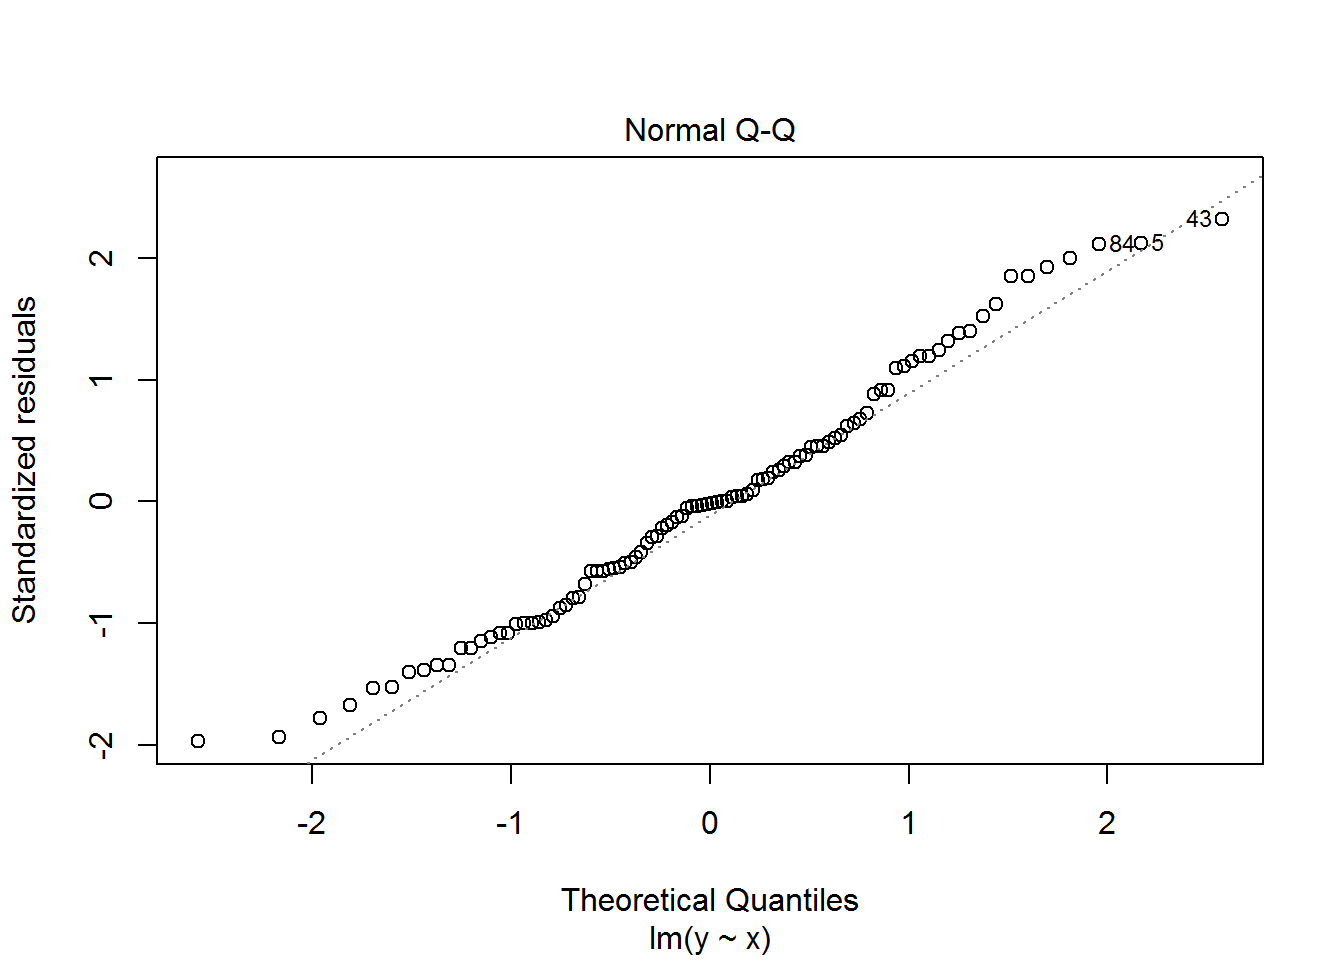 Normal Q-Q
Standardized residuals
2
1
0
-1
-2
43
84
5
-2 -1 0 1 2
Theoretical Quantiles
lm(y ~ x)